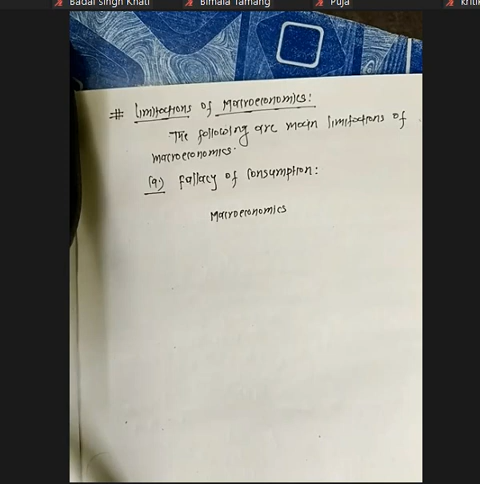 Badal singh Khati
Bimala Tamang
Puja
kritik
# Limitations of Macroeconomics:
The following are main limitations of
macroeconomics.
(a.) fallacy of Consumption:
Macroeconomics